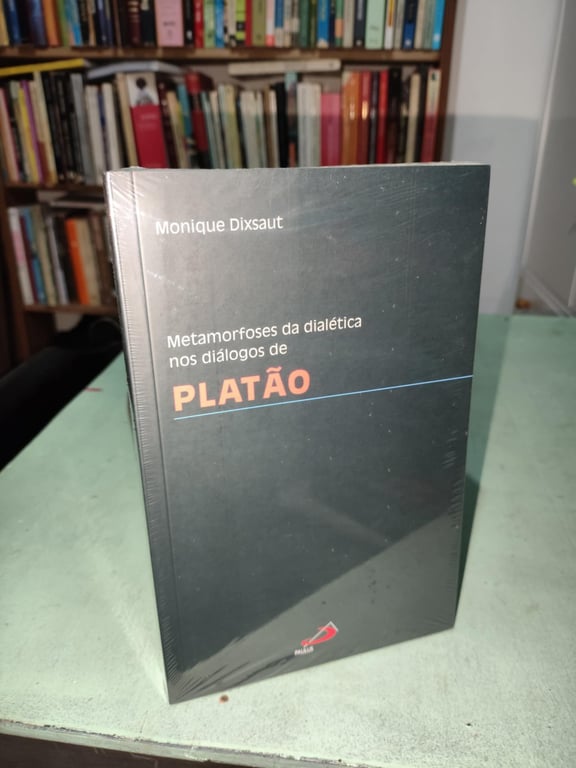 Monique Dixsaut
Metamorfoses da dialética
nos diálogos de
PLATÃO
PAULUS